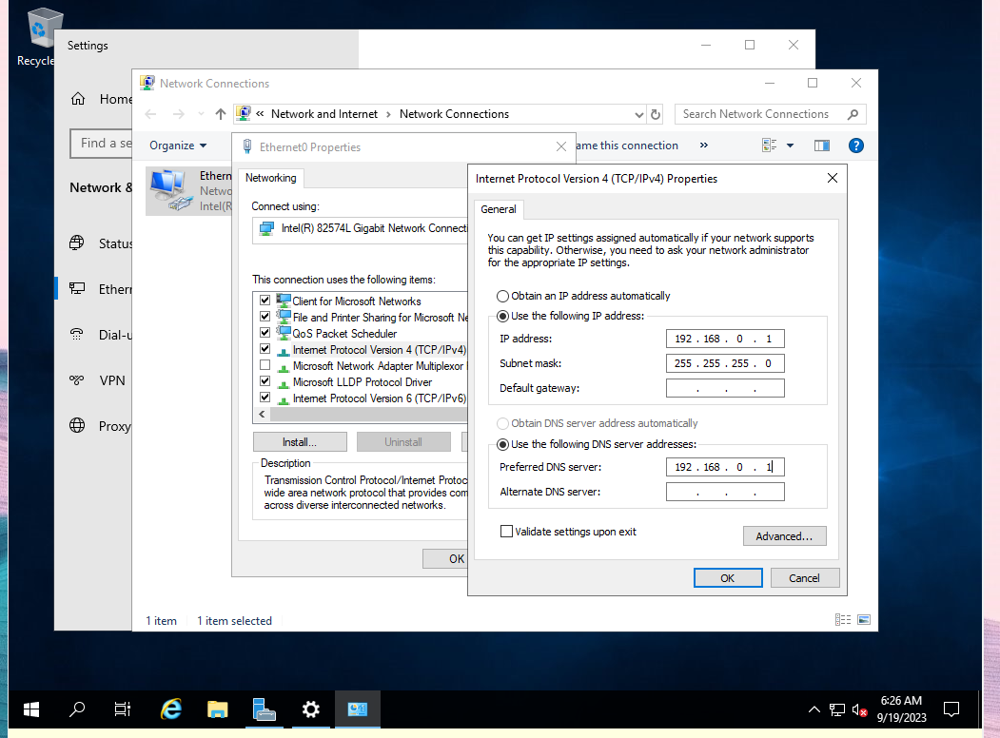 Recycle
Settings
Home
Find a se
Network &
Status
Ethern
Dial-u
VPN
Proxy
Network Connections
« Network and Internet › Network Connections
Search Network Connections
Organize
ame this connection »
Ethern
Netwo
Intel(R
1 item 1 item selected
Ethernet0 Properties
Networking
Connect using:
Intel(R) 82574L Gigabit Network Connecti
This connection uses the following items:
Client for Microsoft Networks
File and Printer Sharing for Microsoft Ne
QoS Packet Scheduler
Internet Protocol Version 4 (TCP/IPv4)
Microsoft Network Adapter Multiplexor
Microsoft LLDP Protocol Driver
Internet Protocol Version 6 (TCP/IPv6)
Install... Uninstall
Description
Transmission Control Protocol/Internet Protoc
wide area network protocol that provides com
across diverse interconnected networks.
OK
Internet Protocol Version 4 (TCP/IPv4) Properties
General
You can get IP settings assigned automatically if your network supports
this capability. Otherwise, you need to ask your network administrator
for the appropriate IP settings.
Obtain an IP address automatically
Use the following IP address:
IP address: 192 . 168 . 0 . 1
Subnet mask: 255 . 255 . 255 . 0
Default gateway: . . .
Obtain DNS server address automatically
Use the following DNS server addresses:
Preferred DNS server: 192 . 168 . 0 . 1
Alternate DNS server: . . .
Validate settings upon exit
Advanced...
OK Cancel
6:26 AM
9/19/2023